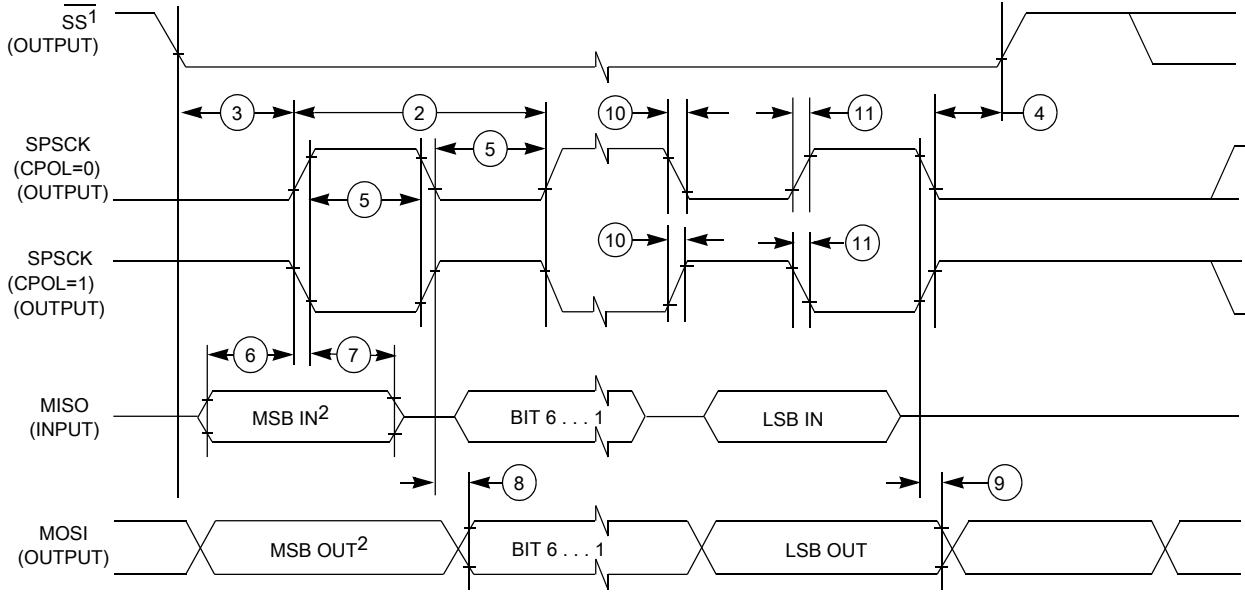 SS1
(OUTPUT)
3
2
10
11
4
SPSCK
(CPOL=0)
(OUTPUT)
5
5
SPSCK
(CPOL=1)
(OUTPUT)
10
11
6
7
MISO
(INPUT)
MSB IN2
BIT 6 . . . 1
LSB IN
8
9
MOSI
(OUTPUT)
MSB OUT2
BIT 6 . . . 1
LSB OUT